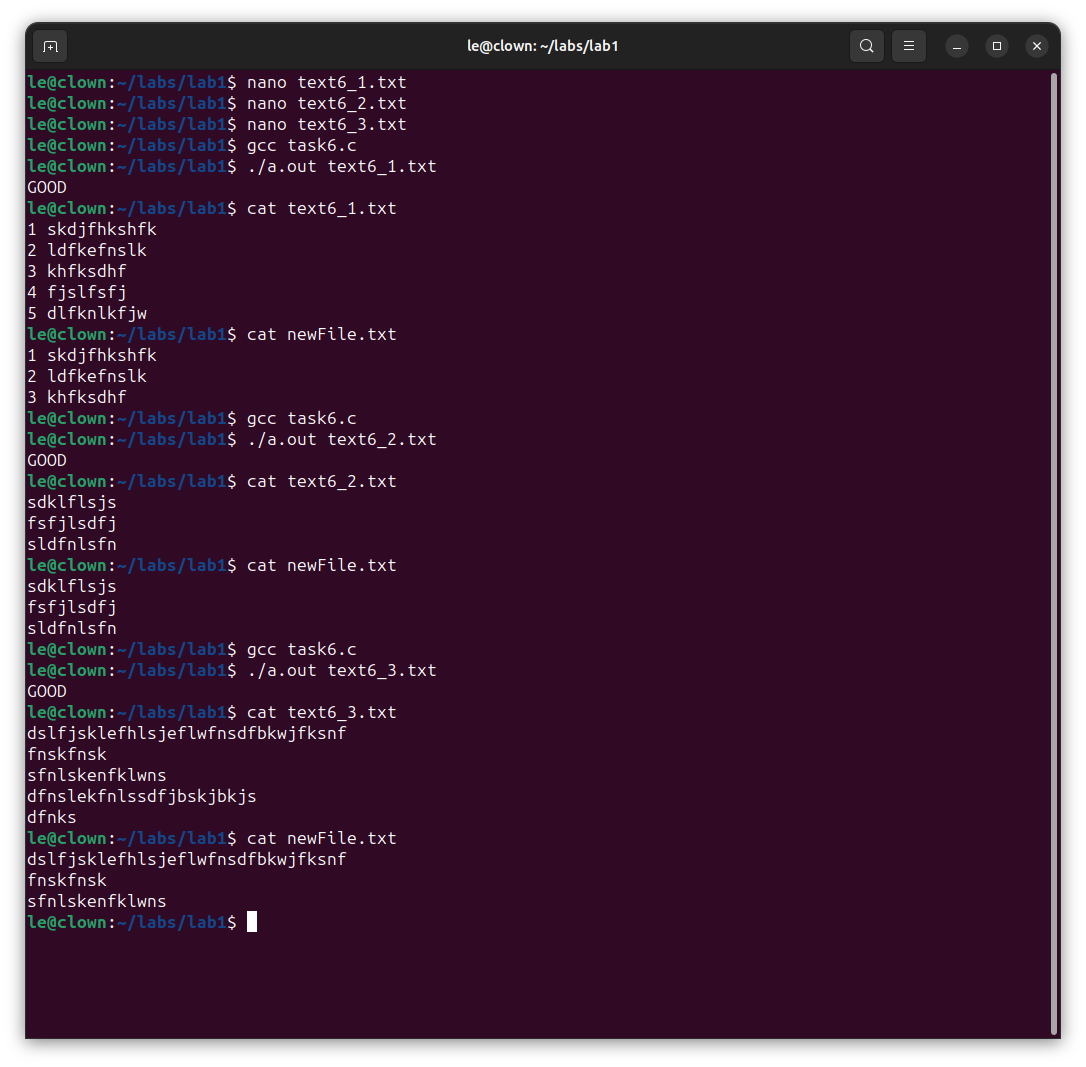 le@clown: ~/labs/lab1
le@clown:~/labs/lab1$ nano text6_1.txt
le@clown:~/labs/lab1$ nano text6_2.txt
le@clown:~/labs/lab1$ nano text6_3.txt
le@clown:~/labs/lab1$ gcc task6.c
le@clown:~/labs/lab1$ ./a.out text6_1.txt
GOOD
le@clown:~/labs/lab1$ cat text6_1.txt
1 skdjfhkshfk
2 ldfkefnslk
3 khfksdhf
4 fjslfsfj
5 dlfknlkfjw
le@clown:~/labs/lab1$ cat newFile.txt
1 skdjfhkshfk
2 ldfkefnslk
3 khfksdhf
le@clown:~/labs/lab1$ gcc task6.c
le@clown:~/labs/lab1$ ./a.out text6_2.txt
GOOD
le@clown:~/labs/lab1$ cat text6_2.txt
sdklflsjs
fsfjlsdfj
sldfnlsfn
le@clown:~/labs/lab1$ cat newFile.txt
sdklflsjs
fsfjlsdfj
sldfnlsfn
le@clown:~/labs/lab1$ gcc task6.c
le@clown:~/labs/lab1$ ./a.out text6_3.txt
GOOD
le@clown:~/labs/lab1$ cat text6_3.txt
dslfjsklefhlsjeflwfnsdfbkwjfksnf
fnskfnsk
sfnlskenfklwns
dfnslekfnlssdfjbskjbkjs
dfnks
le@clown:~/labs/lab1$ cat newFile.txt
dslfjsklefhlsjeflwfnsdfbkwjfksnf
fnskfnsk
sfnlskenfklwns
le@clown:~/labs/lab1$